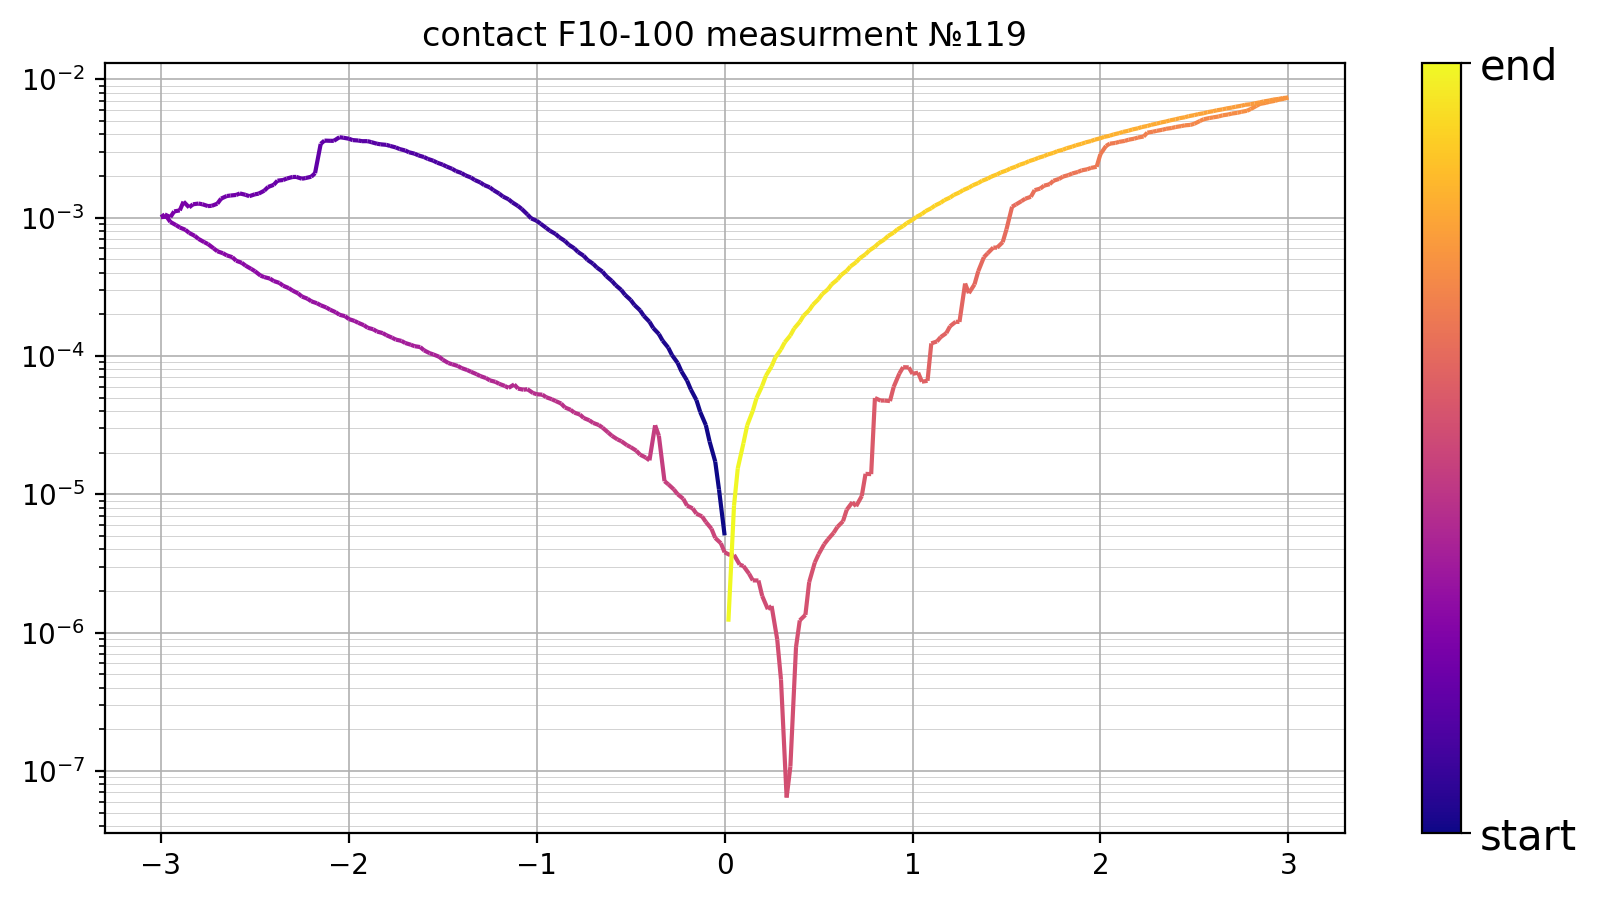 contact F10-100 measurment №119
10⁻²
10⁻³
10⁻⁴
10⁻⁵
10⁻⁶
10⁻⁷
−3 −2 −1 0 1 2 3
end
start